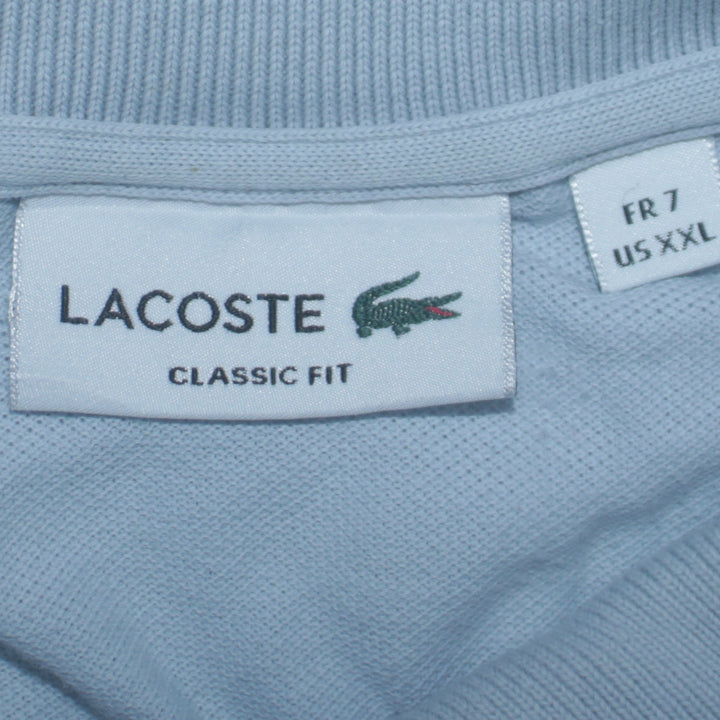 LACOSTE
CLASSIC FIT
FR 7
US XXL